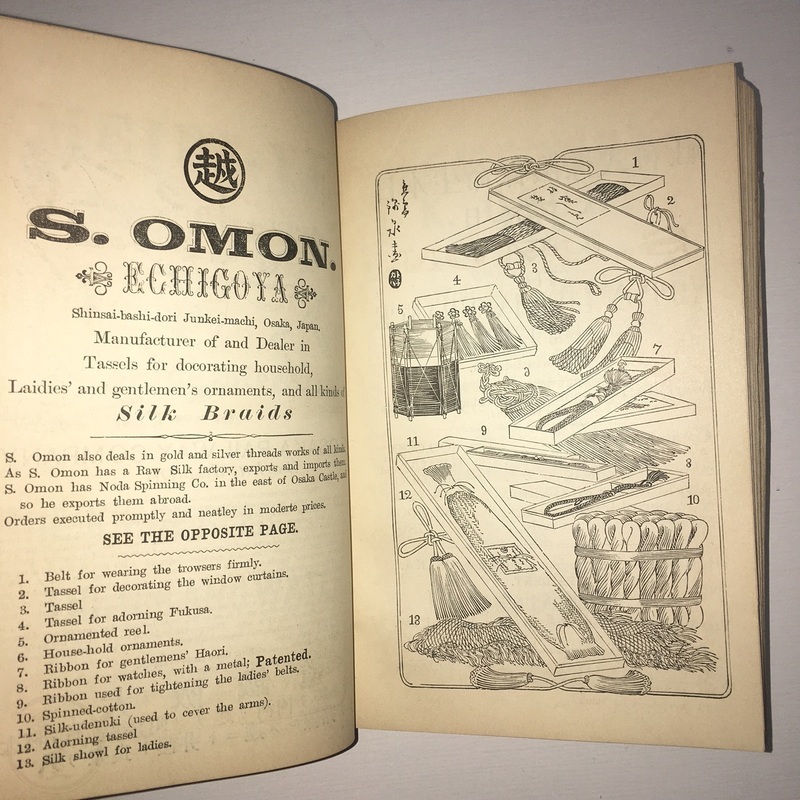 越
S. OMON.
ECHIGOYA
Shinsai-bashi-dori Junkei-machi, Osaka, Japan.
Manufacturer of and Dealer in
Tassels for docorating household,
Laidies' and gentlemen's ornaments, and all kinds of
Silk Braids
S. Omon also deals in gold and silver threads works of all kinds.
As S. Omon has a Raw Silk factory, exports and imports them.
S. Omon has Noda Spinning Co. in the east of Osaka Castle, and
so he exports them abroad.
Orders executed promptly and neatley in moderte prices.
SEE THE OPPOSITE PAGE.
1. Belt for wearing the trowsers firmly.
2. Tassel for decorating the window curtains.
3. Tassel
4. Tassel for adorning Fukusa.
5. Ornamented reel.
6. House-hold ornaments.
7. Ribbon for gentlemens' Haori.
8. Ribbon for watches, with a metal; Patented.
9. Ribbon used for tightening the ladies' belts.
10. Spinned-cotton.
11. Silk-udenuki (used to cever the arms).
12. Adorning tassel
13. Silk showl for ladies.
1
2
3
4
5
7
9
11
8
12
10
13